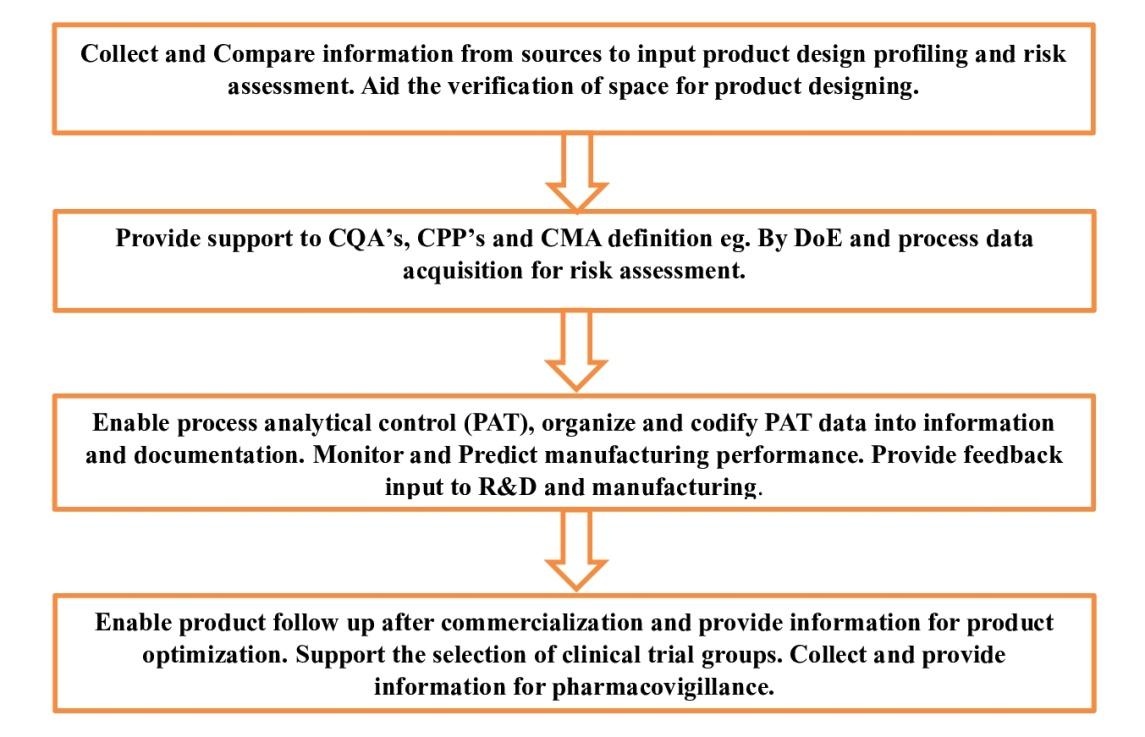 Collect and Compare information from sources to input product design profiling and risk
assessment. Aid the verification of space for product designing.
Provide support to CQA’s, CPP’s and CMA definition eg. By DoE and process data
acquisition for risk assessment.
Enable process analytical control (PAT), organize and codify PAT data into information
and documentation. Monitor and Predict manufacturing performance. Provide feedback
input to R&D and manufacturing.
Enable product follow up after commercialization and provide information for product
optimization. Support the selection of clinical trial groups. Collect and provide
information for pharmacovigillance.